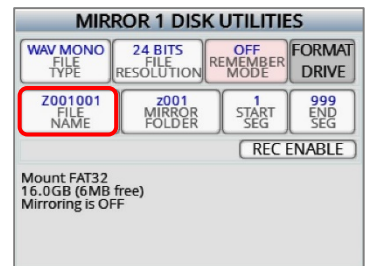 MIRROR 1 DISK UTILITIES
WAV MONO
FILE
TYPE
24 BITS
FILE
RESOLUTION
OFF
REMEMBER
MODE
FORMAT
DRIVE
Z001001
FILE
NAME
z001
MIRROR
FOLDER
1
START
SEG
999
END
SEG
REC ENABLE
Mount FAT32
16.0GB (6MB free)
Mirroring is OFF